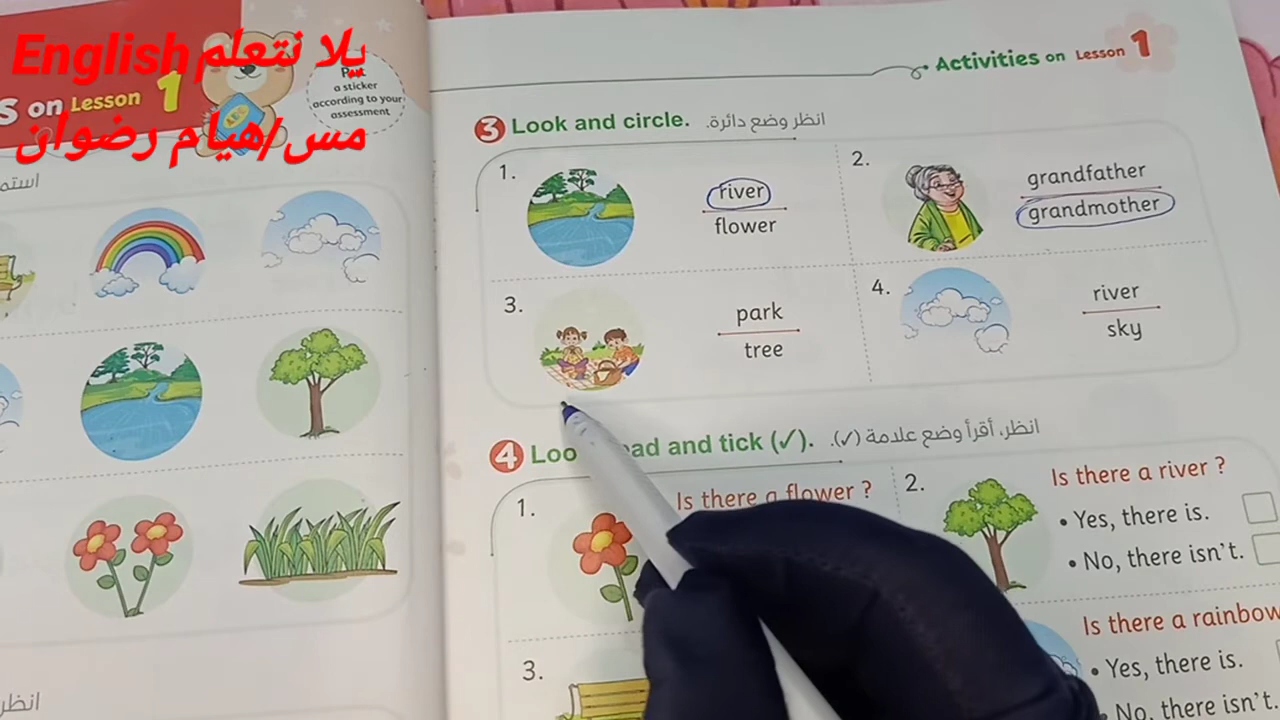 English يلا نتعلم
مس/هيام رضوان
s on Lesson 1
Put
a sticker
according to your
assessment
Activities on Lesson 1
3 Look and circle. انظر وضع دائرة.
1.
river
flower
2.
grandfather
grandmother
3.
park
tree
4.
river
sky
4 and tick (✓). انظر، أقرأ وضع علامة (✓).
1.
Is there a flower ?
2.
Is there a river ?
• Yes, there is.
• No, there isn't.
3.
Is there a rainbow
• Yes, there is.
• No, there isn't.
انظر